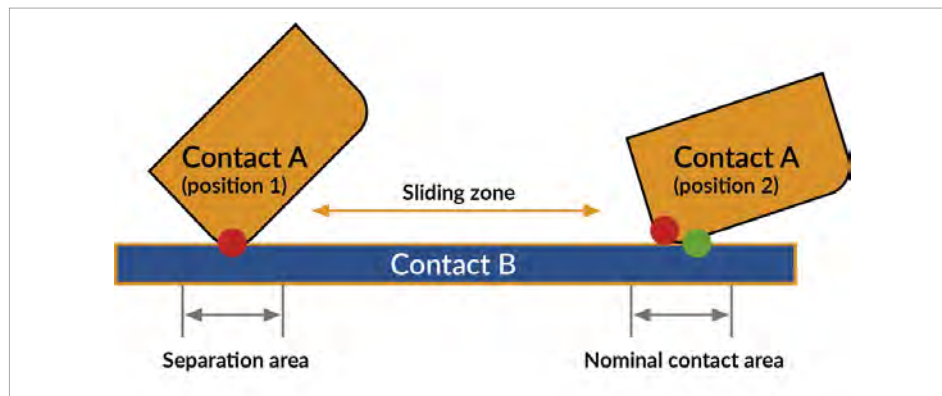 Contact A
(position 1)
Contact A
(position 2)
Sliding zone
Contact B
Separation area
Nominal contact area